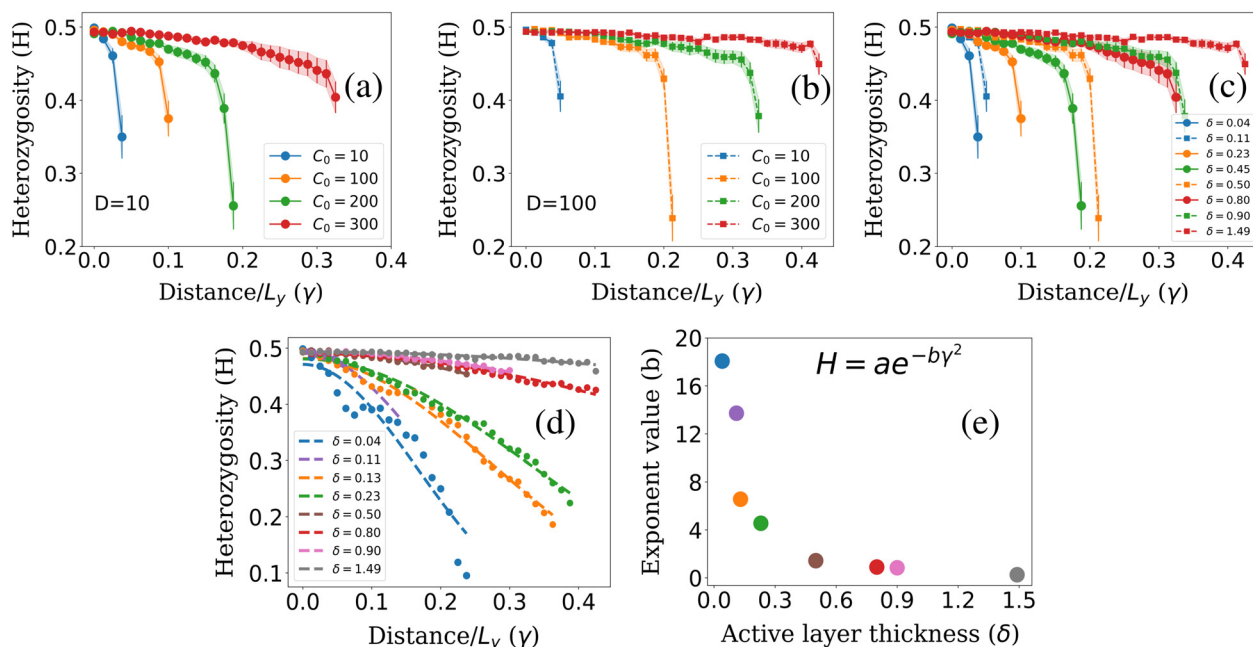 Heterozygosity (H)
0.5
0.4
0.3
0.2
(a)
D=10
C₀ = 10
C₀ = 100
C₀ = 200
C₀ = 300
0.0 0.1 0.2 0.3 0.4
Distance/L_y (γ)
Heterozygosity (H)
0.5
0.4
0.3
0.2
(b)
D=100
C₀ = 10
C₀ = 100
C₀ = 200
C₀ = 300
0.0 0.1 0.2 0.3 0.4
Distance/L_y (γ)
Heterozygosity (H)
0.5
0.4
0.3
0.2
(c)
δ = 0.04
δ = 0.11
δ = 0.23
δ = 0.45
δ = 0.50
δ = 0.80
δ = 0.90
δ = 1.49
0.0 0.1 0.2 0.3 0.4
Distance/L_y (γ)
Heterozygosity (H)
0.5
0.4
0.3
0.2
0.1
(d)
δ = 0.04
δ = 0.11
δ = 0.13
δ = 0.23
δ = 0.50
δ = 0.80
δ = 0.90
δ = 1.49
0.0 0.1 0.2 0.3 0.4
Distance/L_y (γ)
Exponent value (b)
20
16
12
8
4
0
H = ae^{-bγ²}
(e)
0.0 0.3 0.6 0.9 1.2 1.5
Active layer thickness (δ)